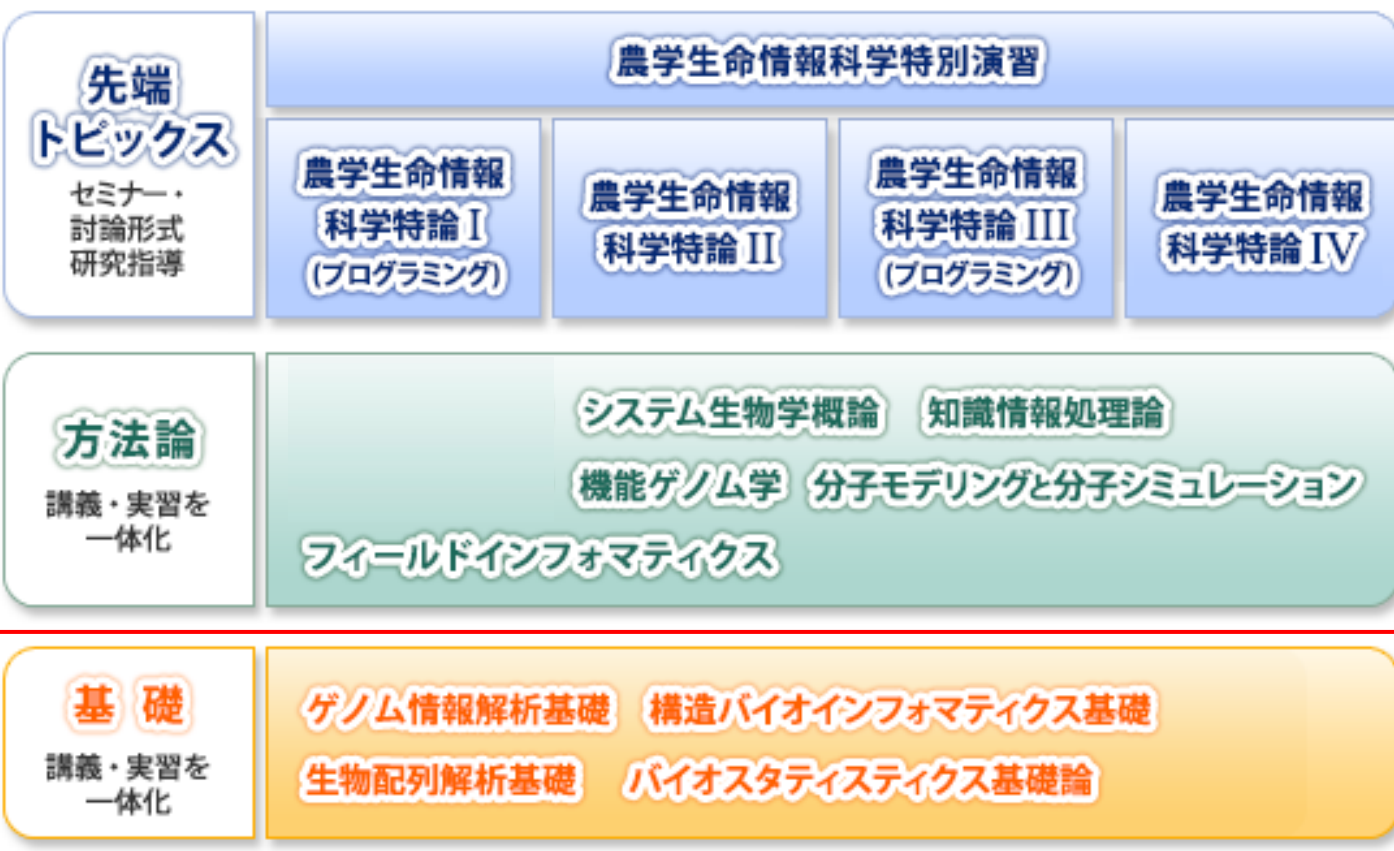 先端
トピックス
セミナー・
討論形式
研究指導
農学生命情報科学特別演習
農学生命情報
科学特論 I
(プログラミング)
農学生命情報
科学特論 II
農学生命情報
科学特論 III
(プログラミング)
農学生命情報
科学特論 IV
方法論
講義・実習を
一体化
システム生物学概論 知識情報処理論
機能ゲノム学 分子モデリングと分子シミュレーション
フィールドインフォマティクス
基礎
講義・実習を
一体化
ゲノム情報解析基礎 構造バイオインフォマティクス基礎
生物配列解析基礎 バイオスタティスティクス基礎論